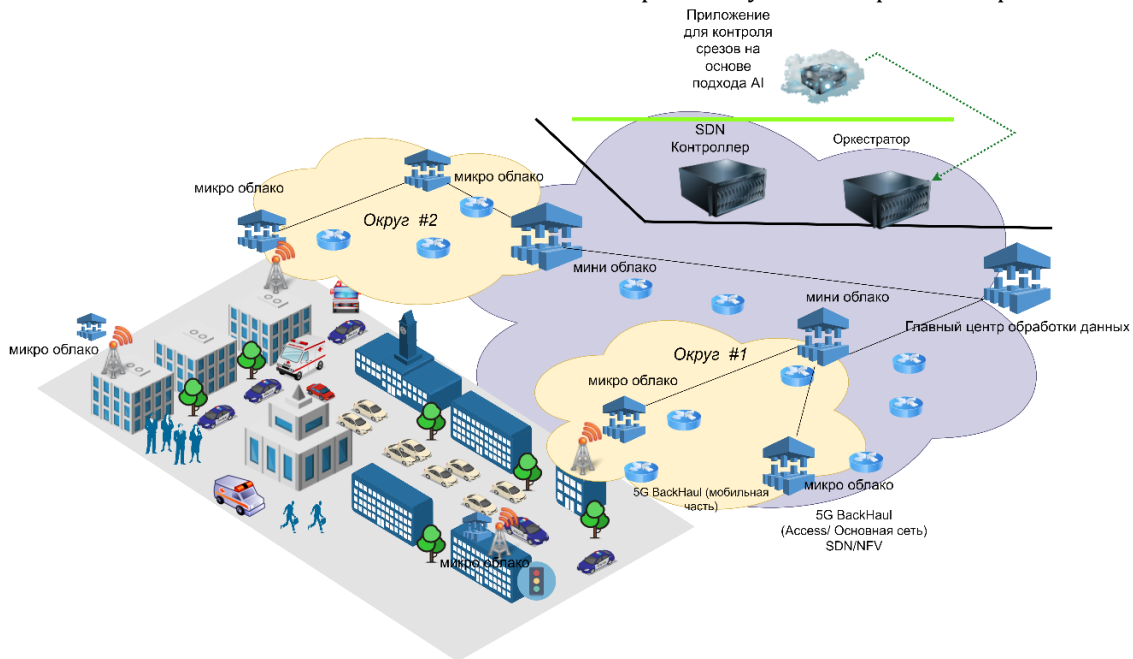 Приложение
для контроля
срезов на
основе
подхода AI
SDN
Контроллер
Оркестратор
микро облако
микро облако
Округ #2
мини облако
мини облако
Главный центр обработки данных
микро облако
Округ #1
микро облако
5G BackHaul (мобильная
часть)
микро облако
5G BackHaul
(Access/ Основная сеть)
SDN/NFV
микро облако